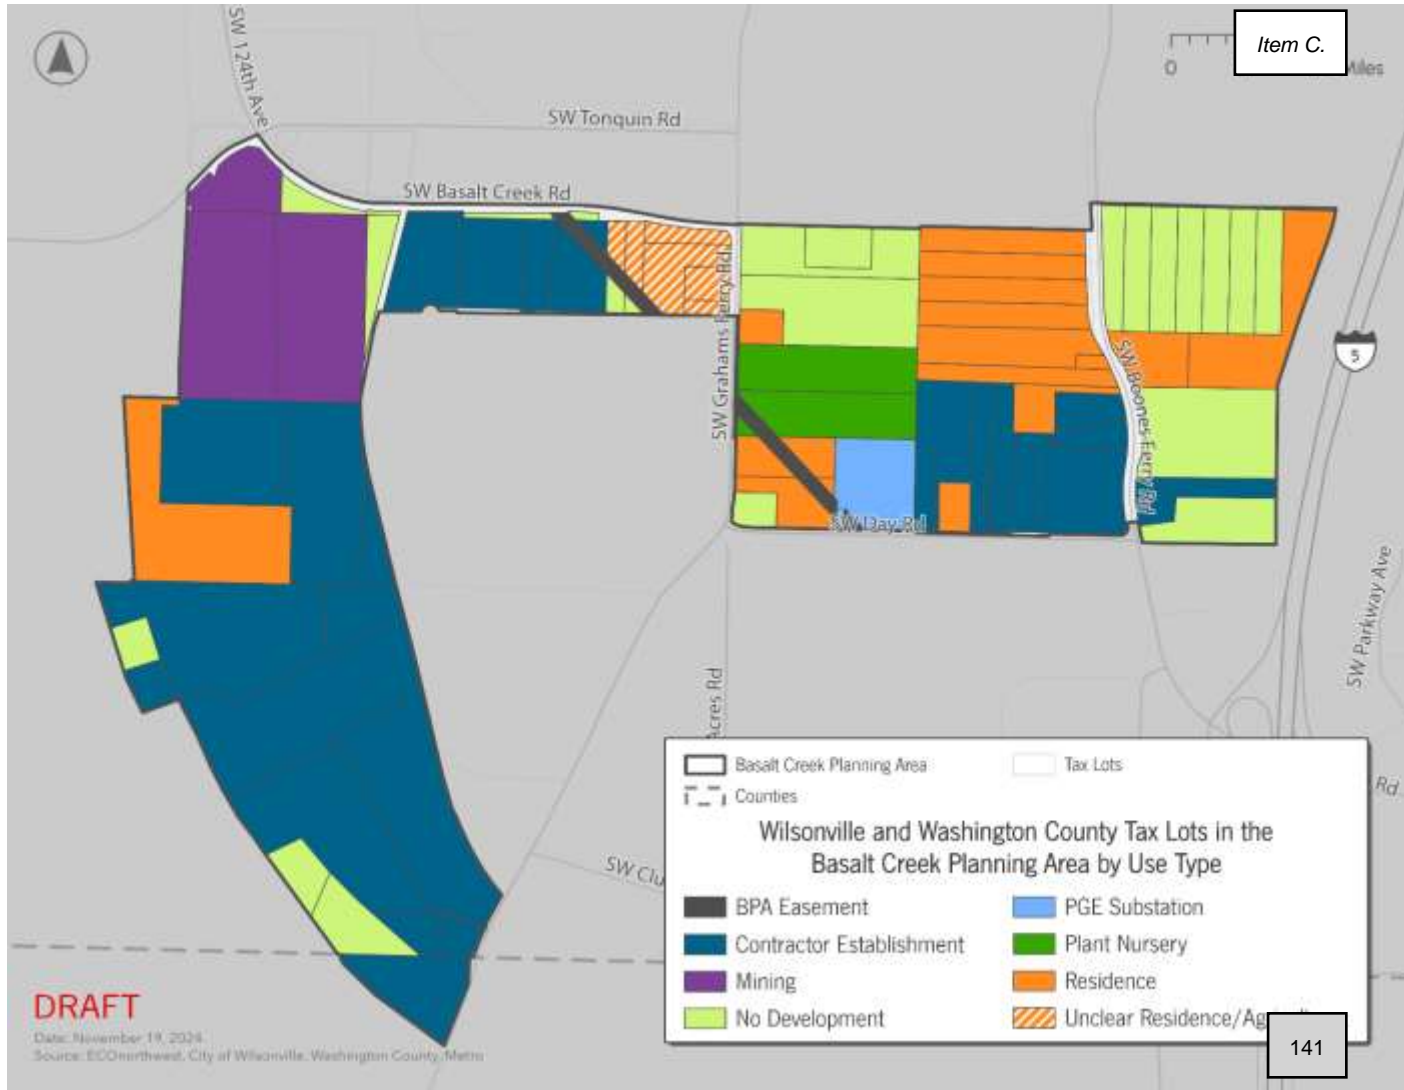 Item C.
0
Miles
SW 124th Ave
SW Tonquin Rd
SW Basalt Creek Rd
SW Grahams Ferry Rd
SW Boones Ferry Rd
5
SW Day Rd
SW Parkway Ave
Acres Rd
SW Clu
Rd
Basalt Creek Planning Area
Tax Lots
Counties
Wilsonville and Washington County Tax Lots in the
Basalt Creek Planning Area by Use Type
BPA Easement
PGE Substation
Contractor Establishment
Plant Nursery
Mining
Residence
No Development
Unclear Residence/Ag
DRAFT
Date: November 19, 2024
Source: ECOnorthwest, City of Wilsonville, Washington County, Metro
141